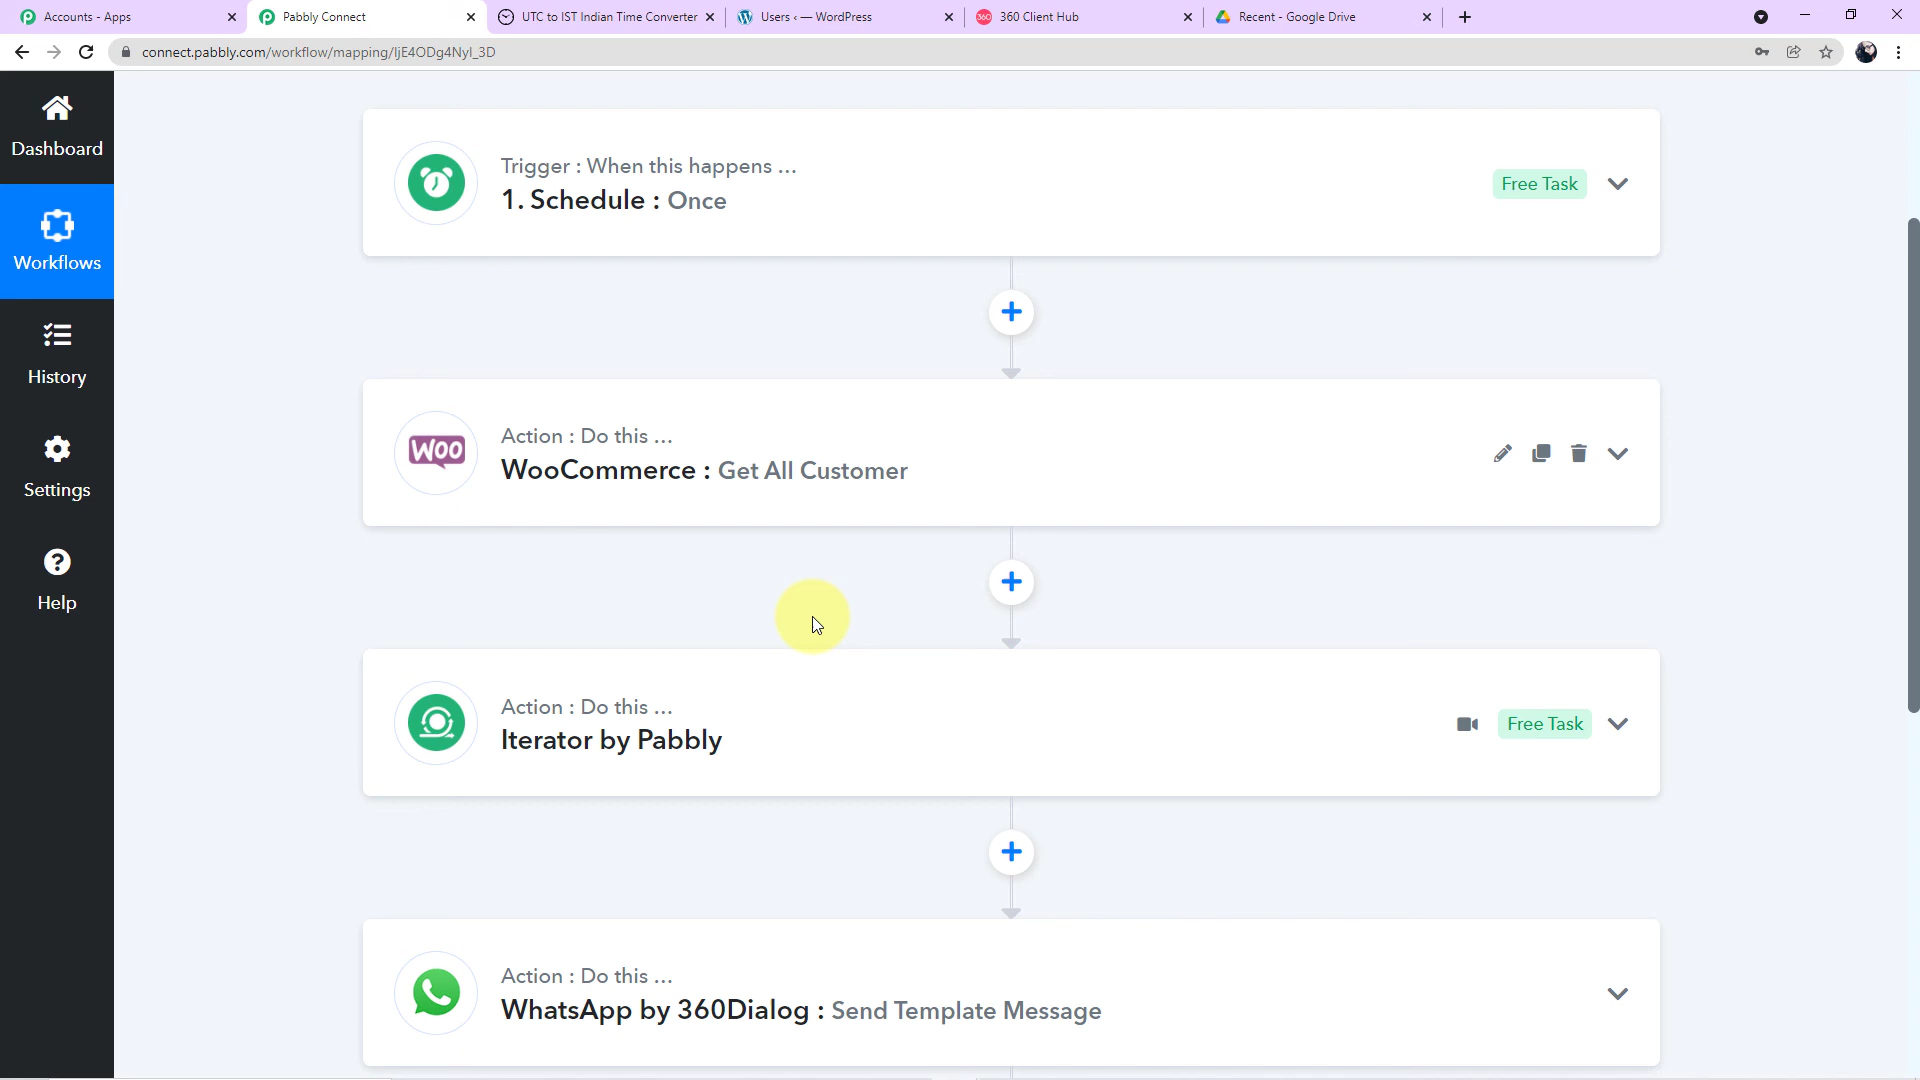 Accounts - Apps
Pabbly Connect
UTC to IST Indian Time Converter
Users ‹ — WordPress
360 Client Hub
Recent - Google Drive
connect.pabbly.com/workflow/mapping/IjE4ODg4NyI_3D
Dashboard
Workflows
History
Settings
Help
Trigger : When this happens ...
1. Schedule : Once
Free Task
Action : Do this ...
WooCommerce : Get All Customer
WOO
Action : Do this ...
Iterator by Pabbly
Free Task
Action : Do this ...
WhatsApp by 360Dialog : Send Template Message